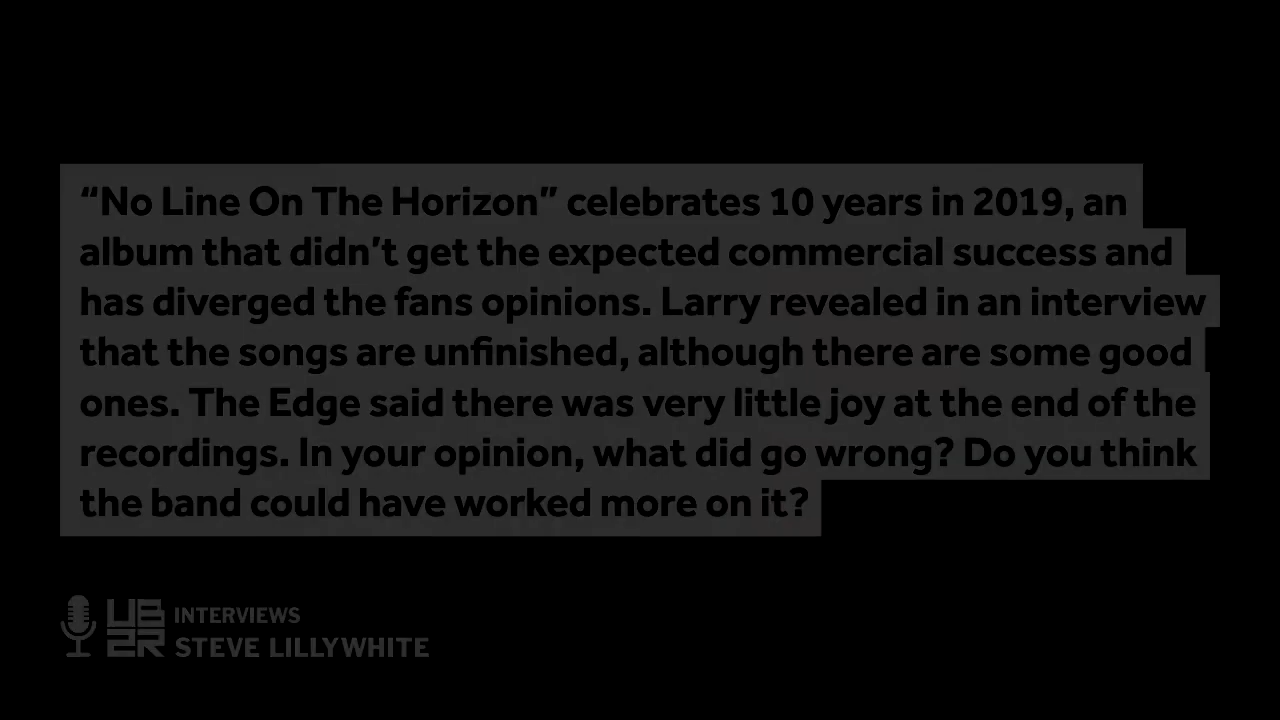 “No Line On The Horizon” celebrates 10 years in 2019, an
album that didn’t get the expected commercial success and
has diverged the fans opinions. Larry revealed in an interview
that the songs are unfinished, although there are some good
ones. The Edge said there was very little joy at the end of the
recordings. In your opinion, what did go wrong? Do you think
the band could have worked more on it?
UB
2R
INTERVIEWS
STEVE LILLYWHITE